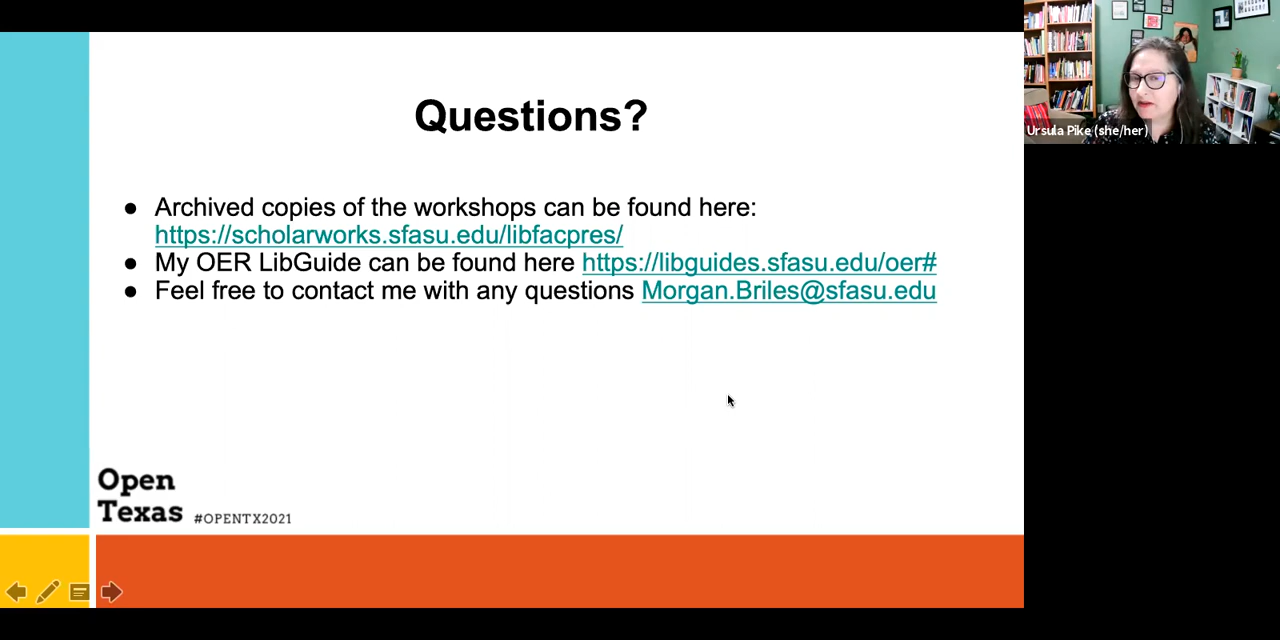 Questions?
● Archived copies of the workshops can be found here:
https://scholarworks.sfasu.edu/libfacpres/
● My OER LibGuide can be found here https://libguides.sfasu.edu/oer#
● Feel free to contact me with any questions Morgan.Briles@sfasu.edu
Open
Texas #OPENTX2021
Ursula Pike (she/her)